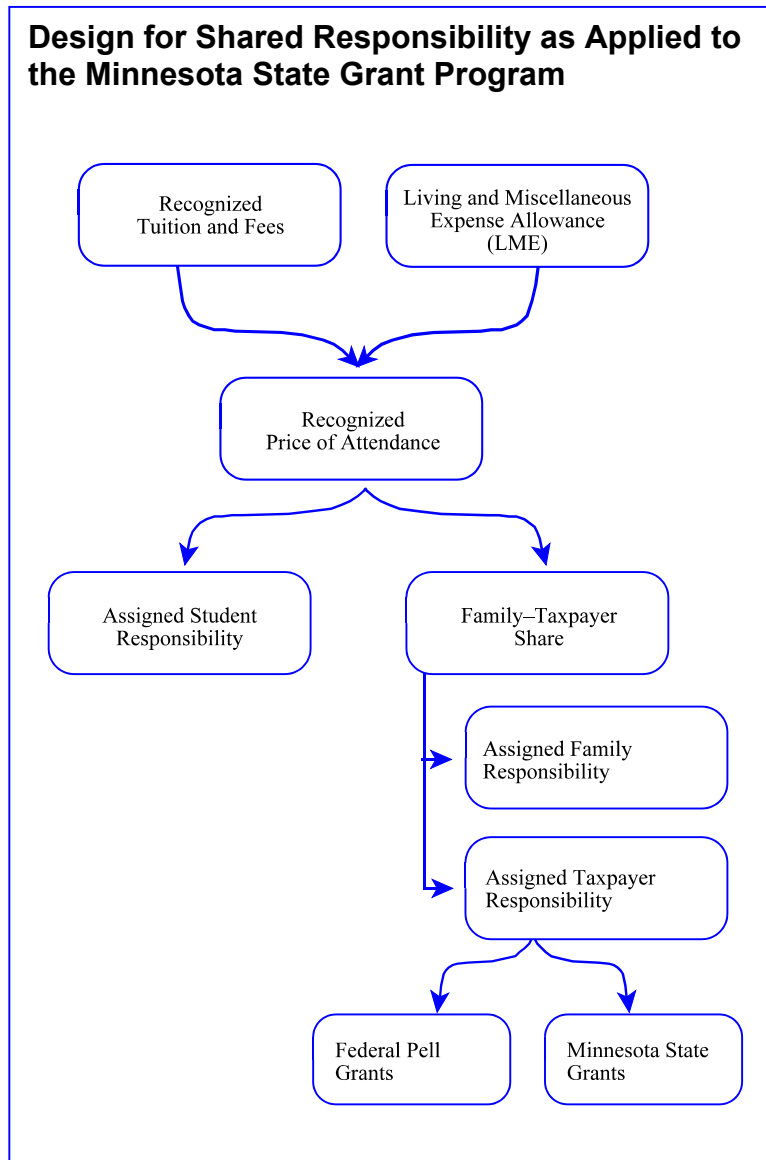 Design for Shared Responsibility as Applied to
the Minnesota State Grant Program
Recognized
Tuition and Fees
Living and Miscellaneous
Expense Allowance
(LME)
Recognized
Price of Attendance
Assigned Student
Responsibility
Family–Taxpayer
Share
Assigned Family
Responsibility
Assigned Taxpayer
Responsibility
Federal Pell
Grants
Minnesota State
Grants